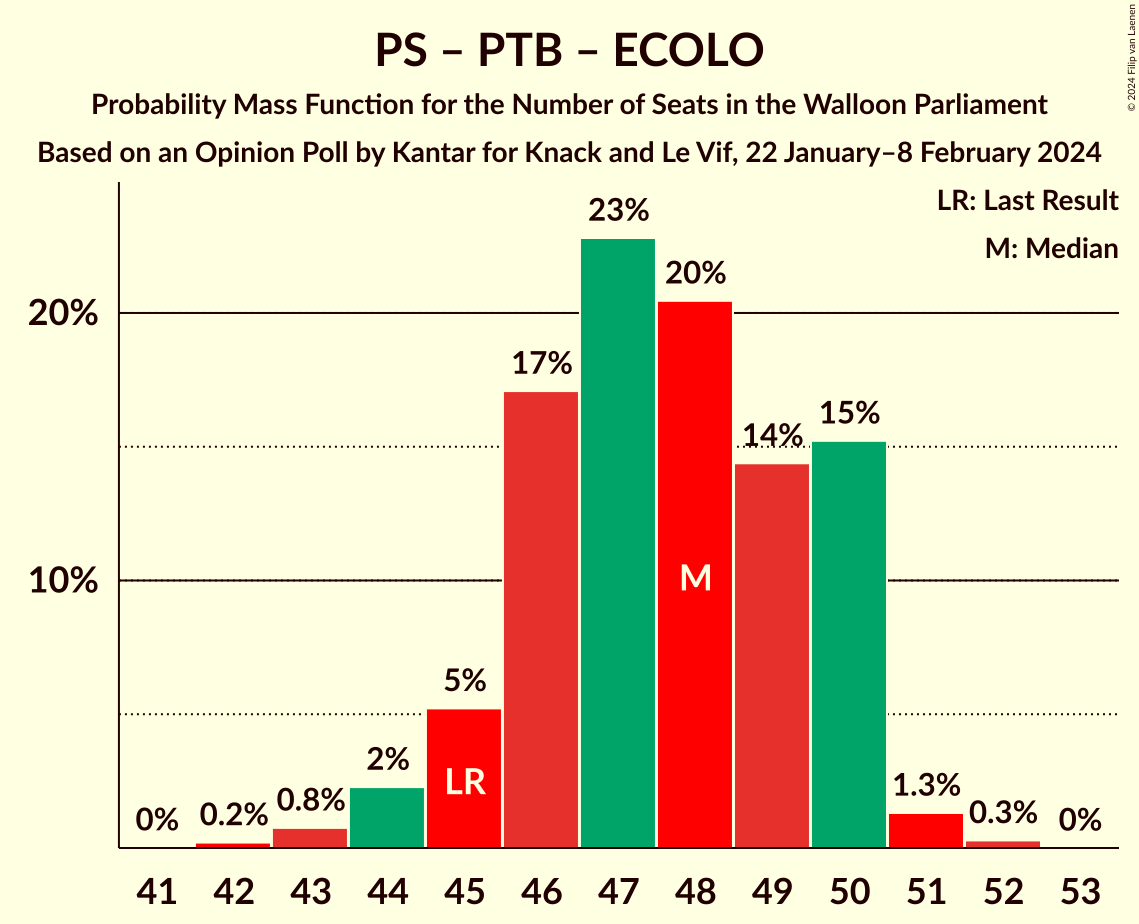 PS – PTB – ECOLO
Probability Mass Function for the Number of Seats in the Walloon Parliament
Based on an Opinion Poll by Kantar for Knack and Le Vif, 22 January–8 February 2024
© 2024 Filip van Laenen
LR: Last Result
M: Median
20%
10%
0%
0.2%
0.8%
2%
5%
17%
23%
20%
14%
15%
1.3%
0.3%
0%
LR
M
41 42 43 44 45 46 47 48 49 50 51 52 53